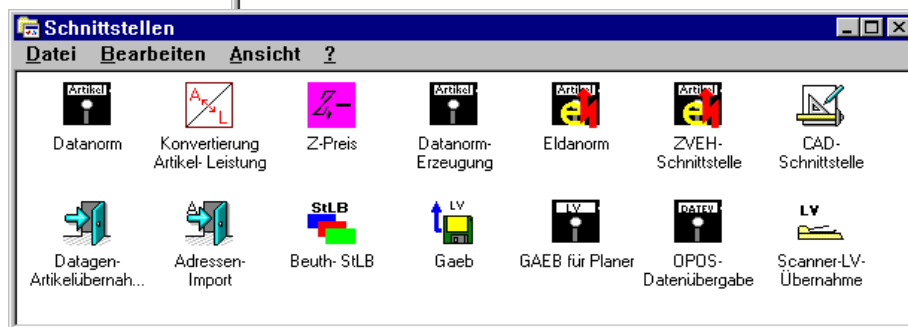 Schnittstellen
Datei Bearbeiten Ansicht ?
Artikel A L Z,- Artikel Artikel Artikel
Datanorm Konvertierung Z-Preis Datanorm- Eldanorm ZVEH- CAD-
Artikel- Leistung Erzeugung Schnittstelle Schnittstelle
A StLB LV LV DATEV LV
Datagen- Adressen- Beuth- StLB Gaeb GAEB für Planer OPOS- Scanner-LV-
Artikelübernah... Import Datenübergabe Übernahme